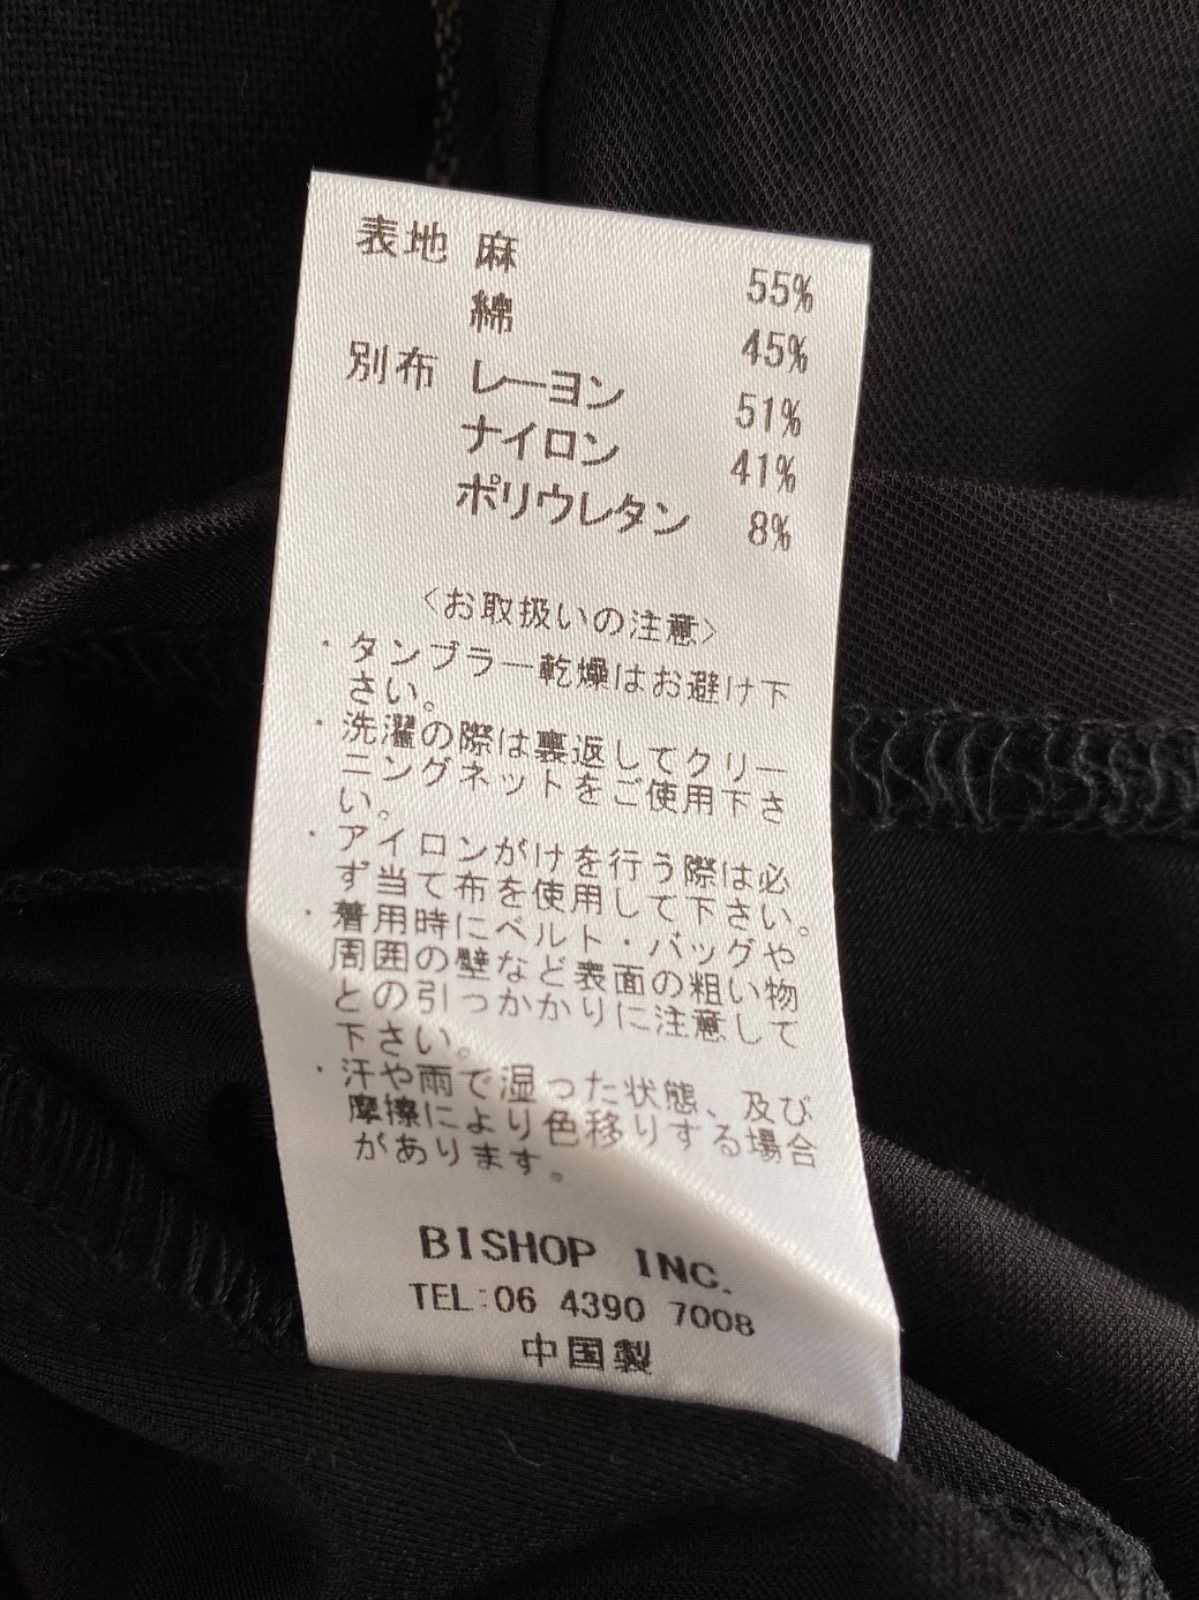 表地 麻 55%
綿 45%
別布 レーヨン 51%
ナイロン 41%
ポリウレタン 8%
<お取扱いの注意>
・タンブラー乾燥はお避け下
さい。
・洗濯の際は裏返してクリー
ニングネットをご使用下さ
い。
・アイロンがけを行う際は必
ず当て布を使用して下さい。
・着用時にベルト・バッグや
周囲の壁など表面の粗い物
との引っかかりに注意して
下さい。
・汗や雨で湿った状態、及び
摩擦により色移りする場合
があります。
BISHOP INC.
TEL:06 4390 7008
中国製